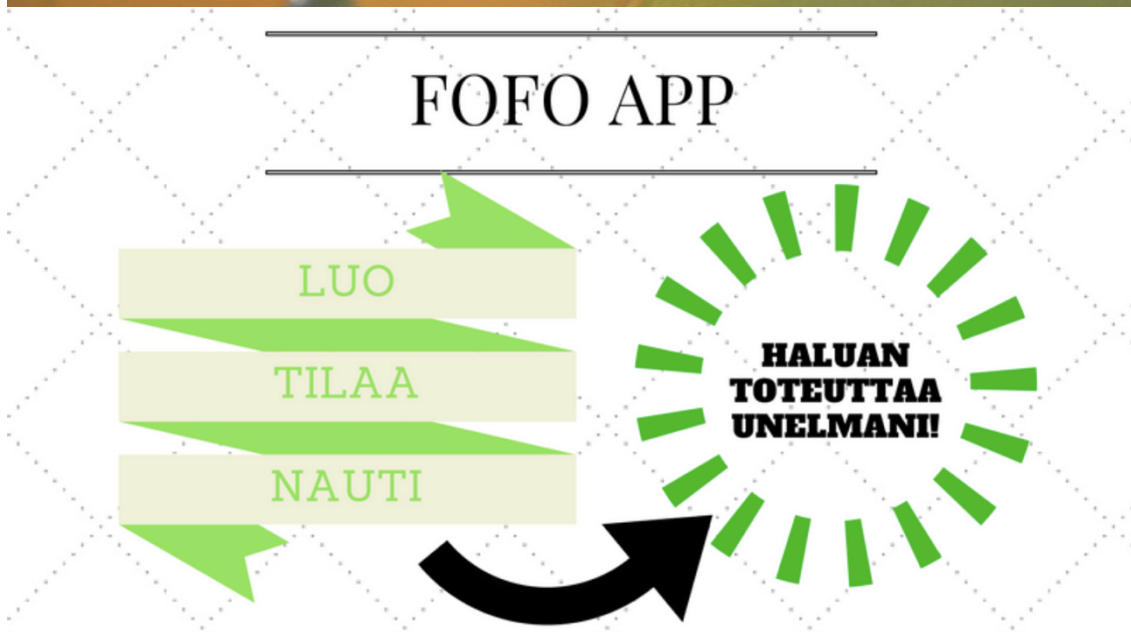 FOFO APP
LUO
TILAA
NAUTI
HALUAN
TOTEUTTAA
UNELMANI!